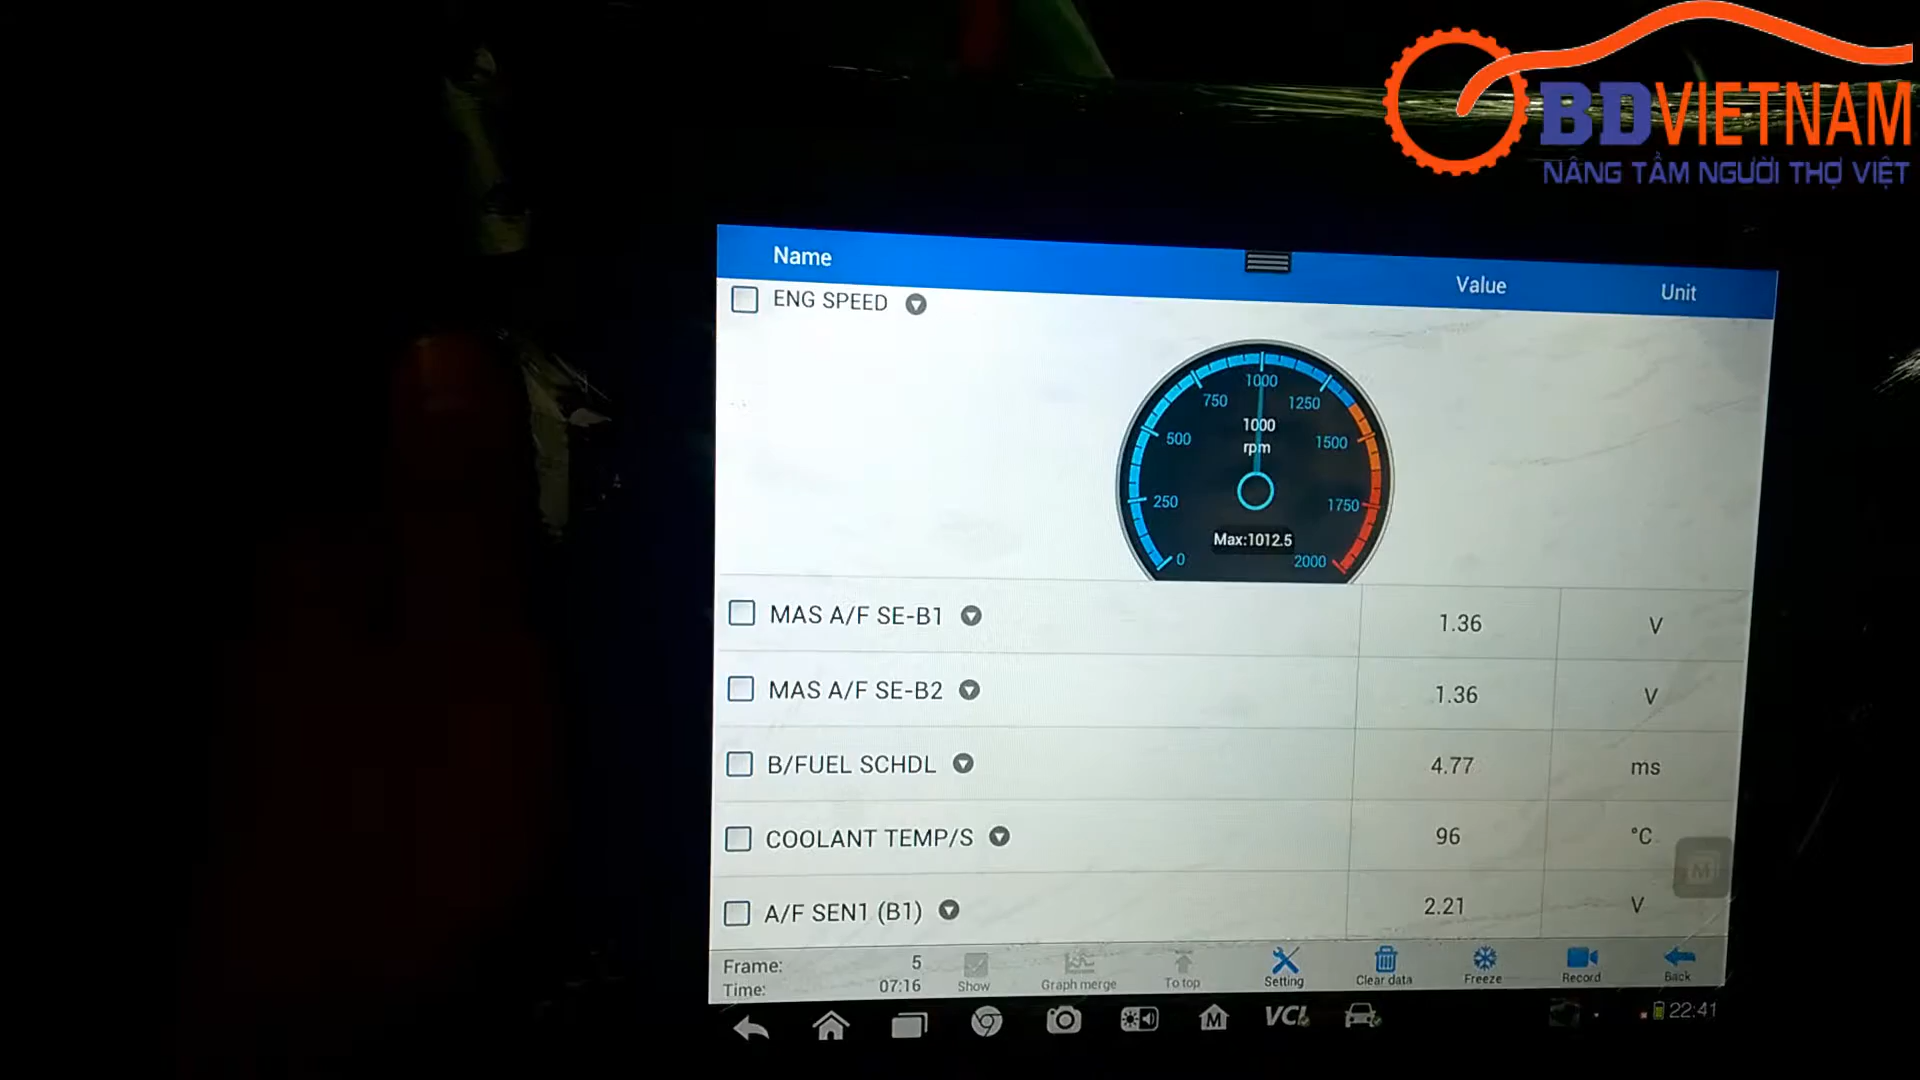 BDVIETNAM
NÂNG TẦM NGƯỜI THỢ VIỆT
Name Value Unit
ENG SPEED
1000
750 1250
1000
500 1500
rpm
250 1750
Max:1012.5
0 2000
MAS A/F SE-B1 1.36 V
MAS A/F SE-B2 1.36 V
B/FUEL SCHDL 4.77 ms
COOLANT TEMP/S 96 °C
A/F SEN1 (B1) 2.21 V
M
Frame: 5
Time: 07:16
Show Graph merge To top Setting Clear data Freeze Record Back
M VCI 22:41